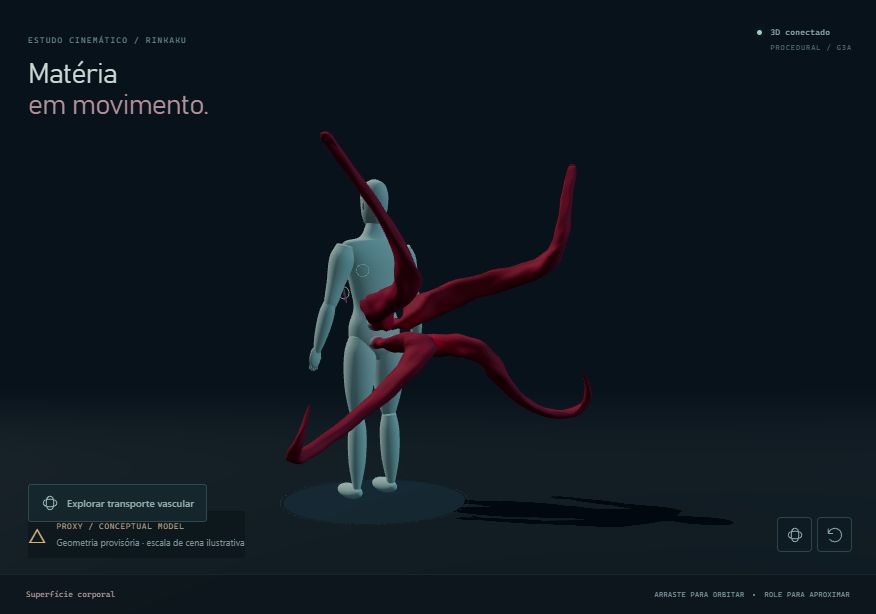 ESTUDO CINEMÁTICO / RINKAKU
Matéria
em movimento.
3D conectado
PROCEDURAL / G3A
Explorar transporte vascular
PROXY / CONCEPTUAL MODEL
Geometria provisória · escala de cena ilustrativa
Superfície corporal
ARRASTE PARA ORBITAR • ROLE PARA APROXIMAR